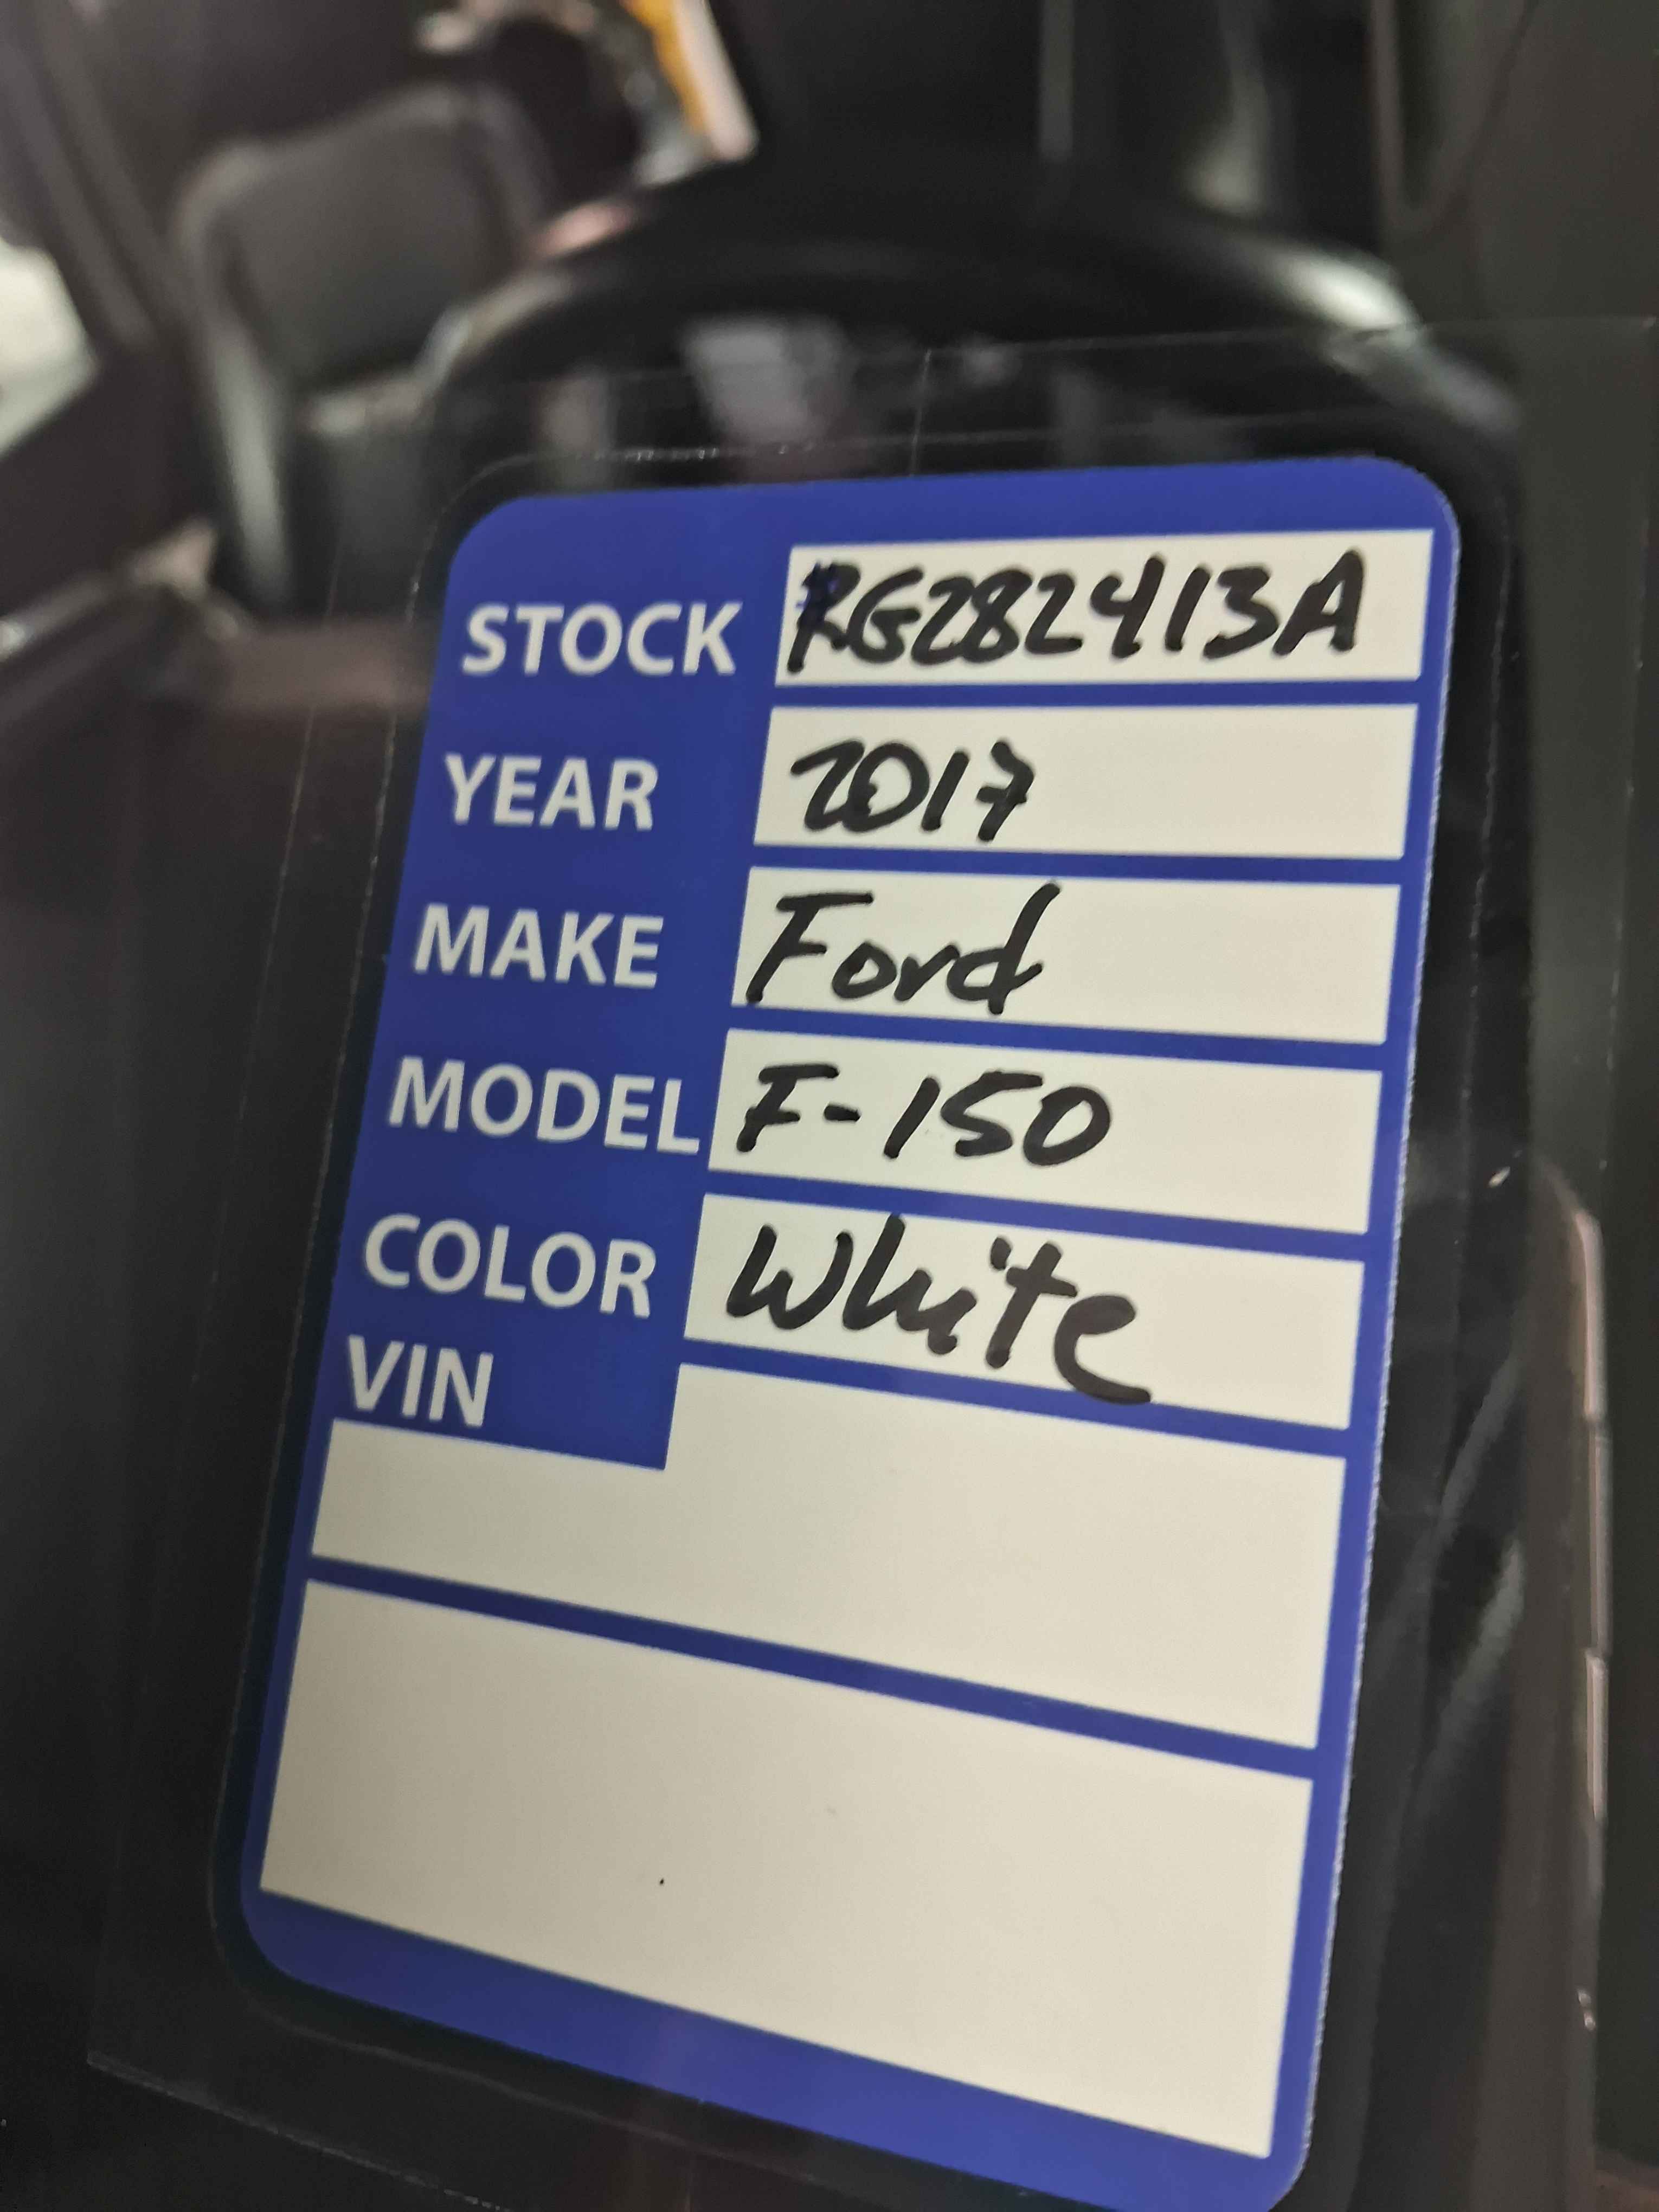 STOCK RG282413A
YEAR 2017
MAKE Ford
MODEL F-150
COLOR White
VIN